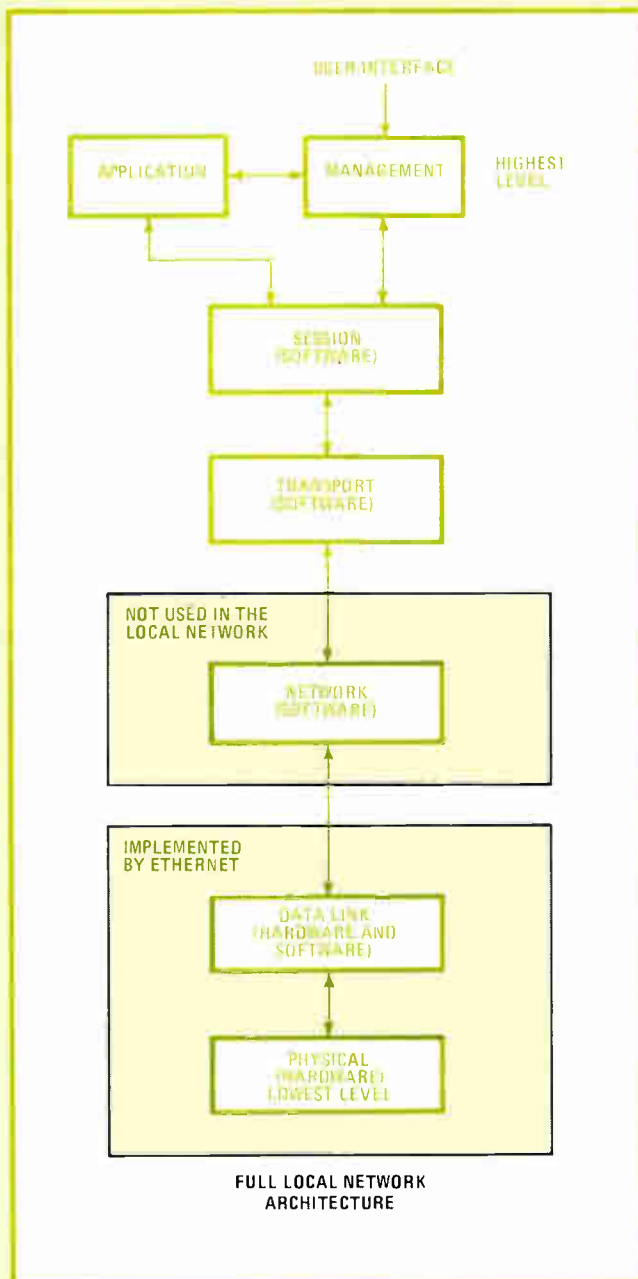 USER INTERFACE
APPLICATION
MANAGEMENT
HIGHEST
LEVEL
SESSION
(SOFTWARE)
TRANSPORT
(SOFTWARE)
NOT USED IN THE
LOCAL NETWORK
NETWORK
(SOFTWARE)
IMPLEMENTED
BY ETHERNET
DATA LINK
(HARDWARE AND
SOFTWARE)
PHYSICAL
(HARDWARE)
LOWEST LEVEL
FULL LOCAL NETWORK
ARCHITECTURE